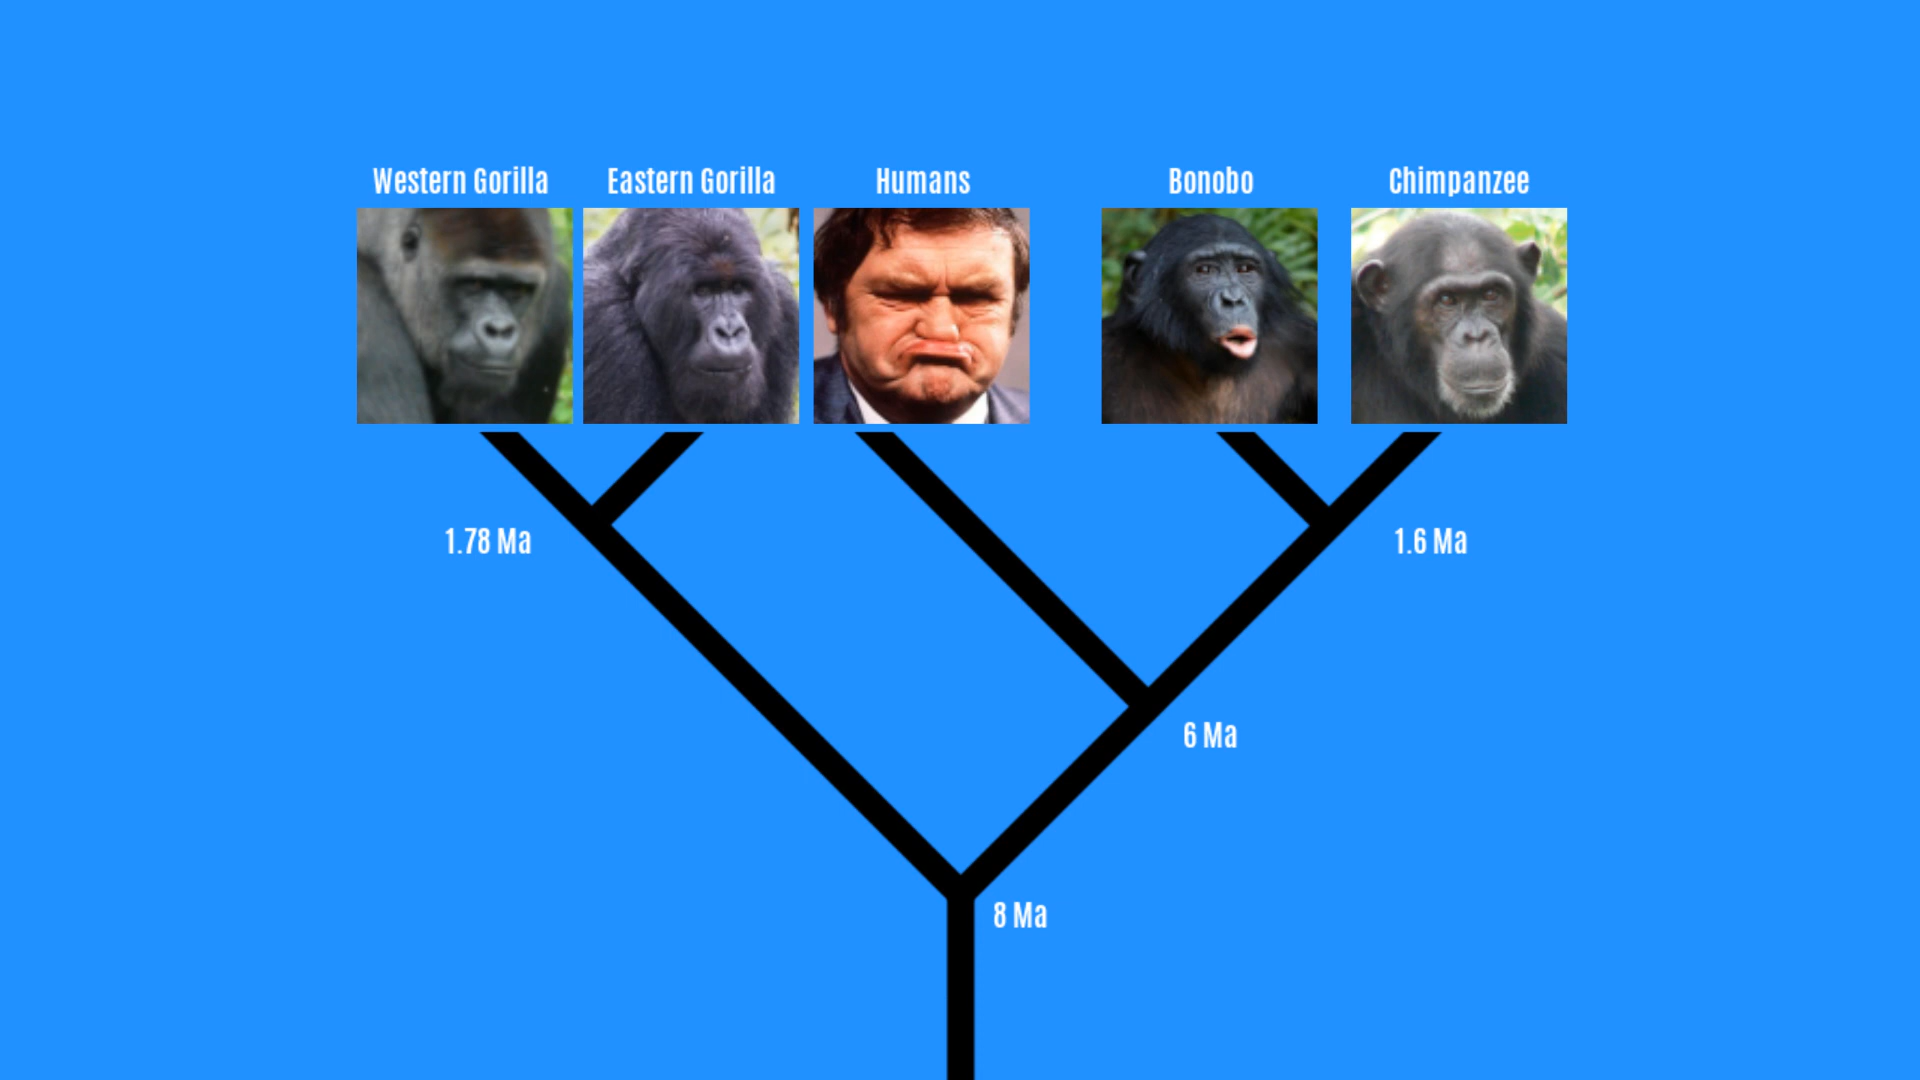 Western Gorilla
Eastern Gorilla
Humans
Bonobo
Chimpanzee
1.78 Ma
1.6 Ma
6 Ma
8 Ma